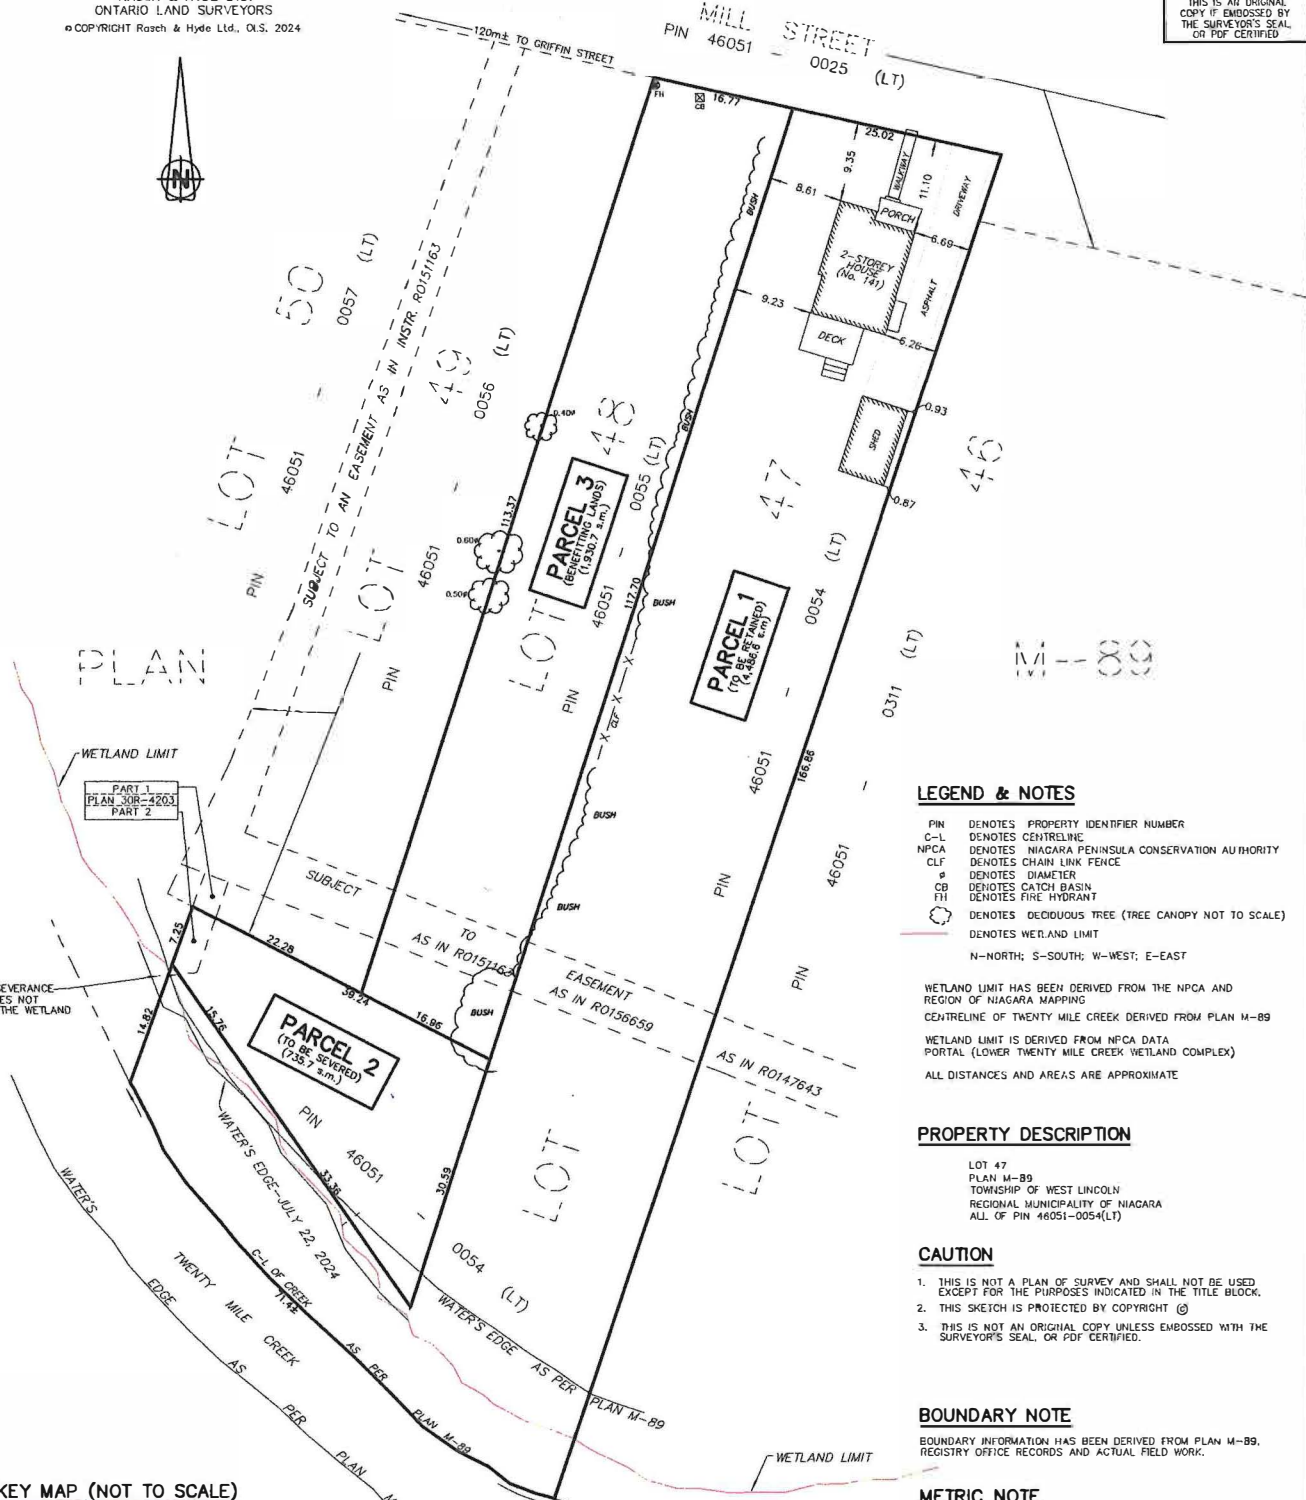 ONTARIO LAND SURVEYORS
© COPYRIGHT Rasch & Hyde Ltd., O.L.S. 2024
THIS IS AN ORIGINAL
COPY IF EMBOSSED BY
THE SURVEYOR'S SEAL,
OR PDF CERTIFIED
N
120m± TO GRIFFIN STREET
MILL STREET
PIN 46051 - 0025 (LT)
FH
CB
16.77
25.02
9.35
WALKWAY
11.10
DRIVEWAY
8.61
PORCH
6.69
2-STOREY
HOUSE
(No. 141)
ASPHALT
9.23
DECK
6.26
0.93
SHED
0.87
BUSH
BUSH
LOT 50
PIN 46051 - 0057 (LT)
SUBJECT TO AN EASEMENT AS IN INSTR. RO151163
LOT 49
PIN 46051 - 0056 (LT)
0.40ø
0.60ø
0.50ø
113.37
PARCEL 3
(BENEFITTING LANDS)
(1,930.7 s.m.)
LOT 48
PIN 46051 - 0055 (LT)
117.70
BUSH
X CLF X X
BUSH
BUSH
PARCEL 1
(TO BE RETAINED)
(4,486.6 s.m)
LOT 47
PIN 46051 - 0054 (LT)
166.86
LOT 46
PIN 46051 - 0311 (LT)
PLAN M-89
WETLAND LIMIT
PART 1
PLAN 30R-4203
PART 2
SUBJECT TO EASEMENT
AS IN RO151163
AS IN RO156659
AS IN RO147643
7.25
22.28
39.24
16.96
BUSH
EVERANCE
ES NOT
THE WETLAND
14.82
15.76
PARCEL 2
(TO BE SEVERED)
(735.7 s.m.)
PIN 46051 - 0054 (LT)
33.36
30.59
WATER'S EDGE-JULY 22, 2024
C-L OF CREEK AS PER PLAN M-89
71.4±
TWENTY MILE CREEK
WATER'S EDGE AS PER PLAN
WATER'S EDGE AS PER PLAN M-89
WETLAND LIMIT
KEY MAP (NOT TO SCALE)
LEGEND & NOTES
PIN DENOTES PROPERTY IDENTIFIER NUMBER
C-L DENOTES CENTRELINE
NPCA DENOTES NIAGARA PENINSULA CONSERVATION AUTHORITY
CLF DENOTES CHAIN LINK FENCE
ø DENOTES DIAMETER
CB DENOTES CATCH BASIN
FH DENOTES FIRE HYDRANT
DENOTES DECIDUOUS TREE (TREE CANOPY NOT TO SCALE)
DENOTES WETLAND LIMIT
N-NORTH; S-SOUTH; W-WEST; E-EAST
WETLAND LIMIT HAS BEEN DERIVED FROM THE NPCA AND
REGION OF NIAGARA MAPPING
CENTRELINE OF TWENTY MILE CREEK DERIVED FROM PLAN M-89
WETLAND LIMIT IS DERIVED FROM NPCA DATA
PORTAL (LOWER TWENTY MILE CREEK WETLAND COMPLEX)
ALL DISTANCES AND AREAS ARE APPROXIMATE
PROPERTY DESCRIPTION
LOT 47
PLAN M-89
TOWNSHIP OF WEST LINCOLN
REGIONAL MUNICIPALITY OF NIAGARA
ALL OF PIN 46051-0054(LT)
CAUTION
1. THIS IS NOT A PLAN OF SURVEY AND SHALL NOT BE USED
EXCEPT FOR THE PURPOSES INDICATED IN THE TITLE BLOCK.
2. THIS SKETCH IS PROTECTED BY COPYRIGHT ©
3. THIS IS NOT AN ORIGINAL COPY UNLESS EMBOSSED WITH THE
SURVEYOR'S SEAL, OR PDF CERTIFIED.
BOUNDARY NOTE
BOUNDARY INFORMATION HAS BEEN DERIVED FROM PLAN M-89,
REGISTRY OFFICE RECORDS AND ACTUAL FIELD WORK.
METRIC NOTE